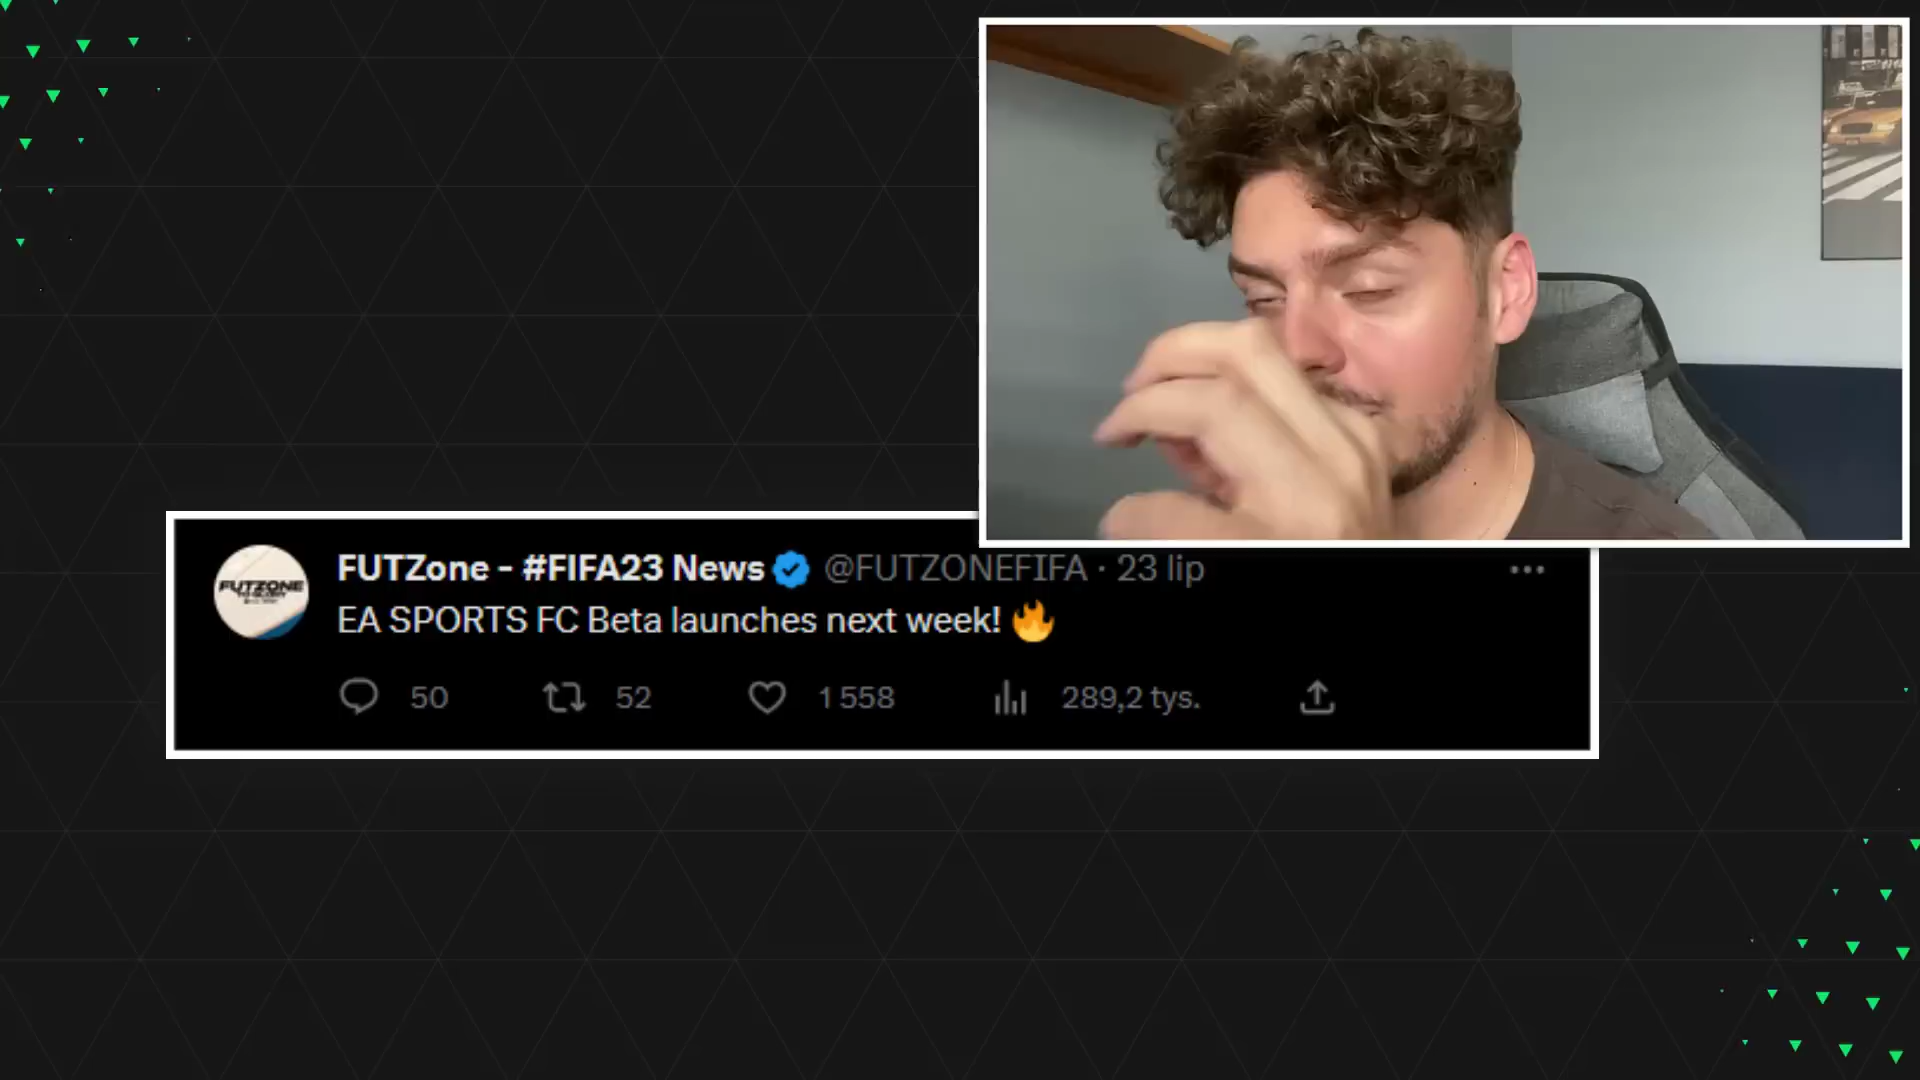 FUTZone - #FIFA23 News @FUTZONEFIFA · 23 lip
EA SPORTS FC Beta launches next week! 🔥
50 52 1 558 289,2 tys.
FUTZONE